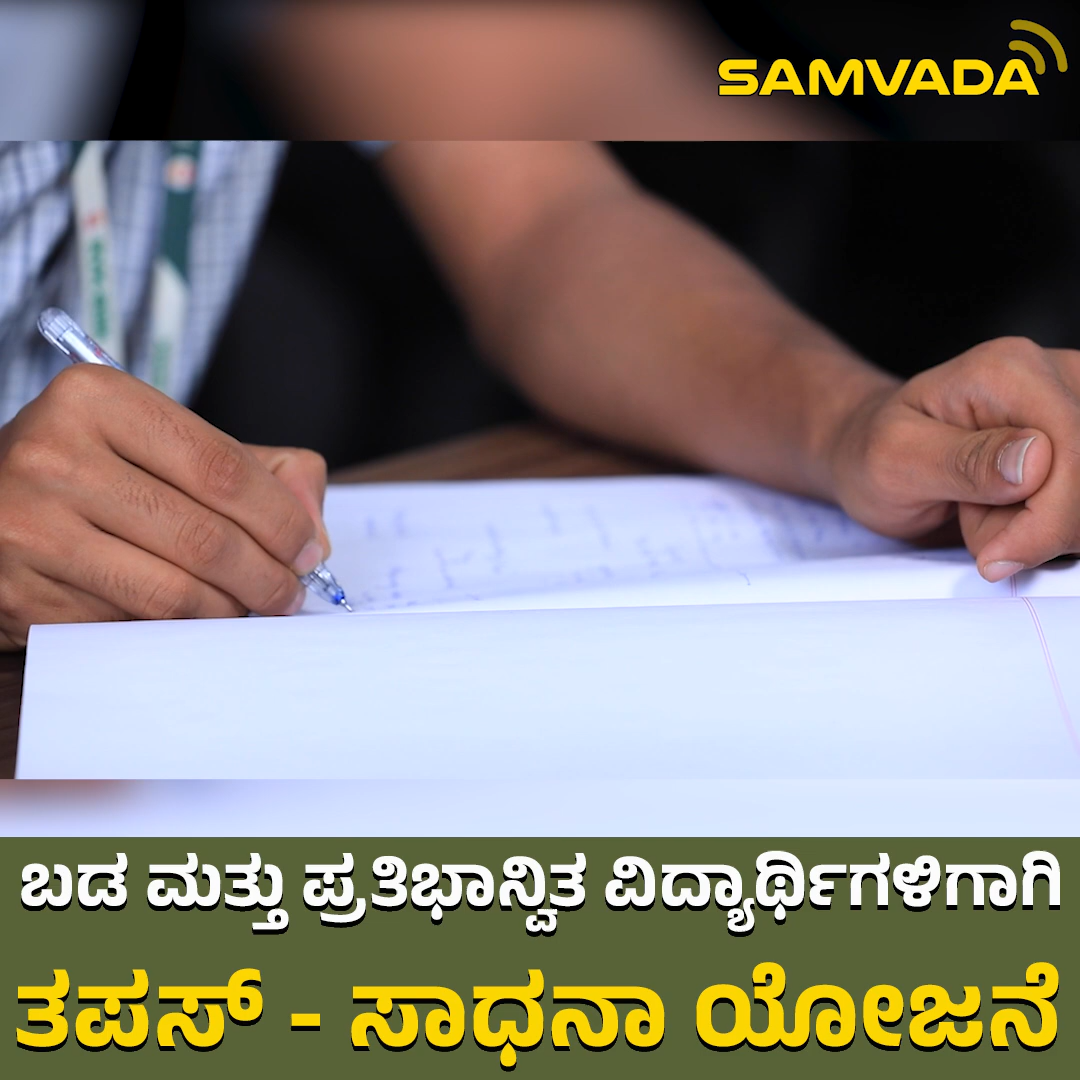 SAMVADA
ಬಡ ಮತ್ತು ಪ್ರತಿಭಾನ್ವಿತ ವಿದ್ಯಾರ್ಥಿಗಳಿಗಾಗಿ
ತಪಸ್ - ಸಾಧನಾ ಯೋಜನೆ